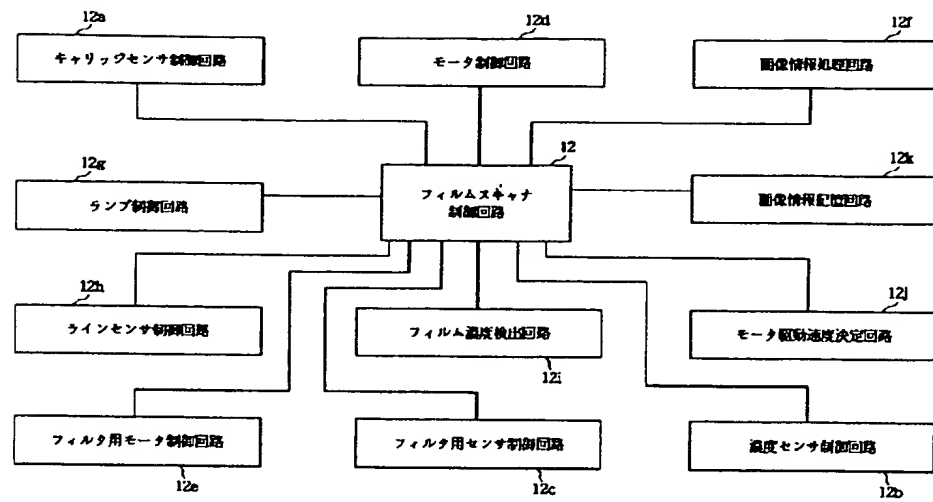 12a
12d
12f
キャリッジセンサ制御回路
モータ制御回路
画像情報処理回路
12
12g
12k
フィルムスキャナ
制御回路
ランプ制御回路
画像情報記憶回路
12h
12j
ラインセンサ制御回路
フィルム濃度検出回路
モータ駆動速度決定回路
12i
フィルタ用モータ制御回路
フィルタ用センサ制御回路
温度センサ制御回路
12e
12c
12b